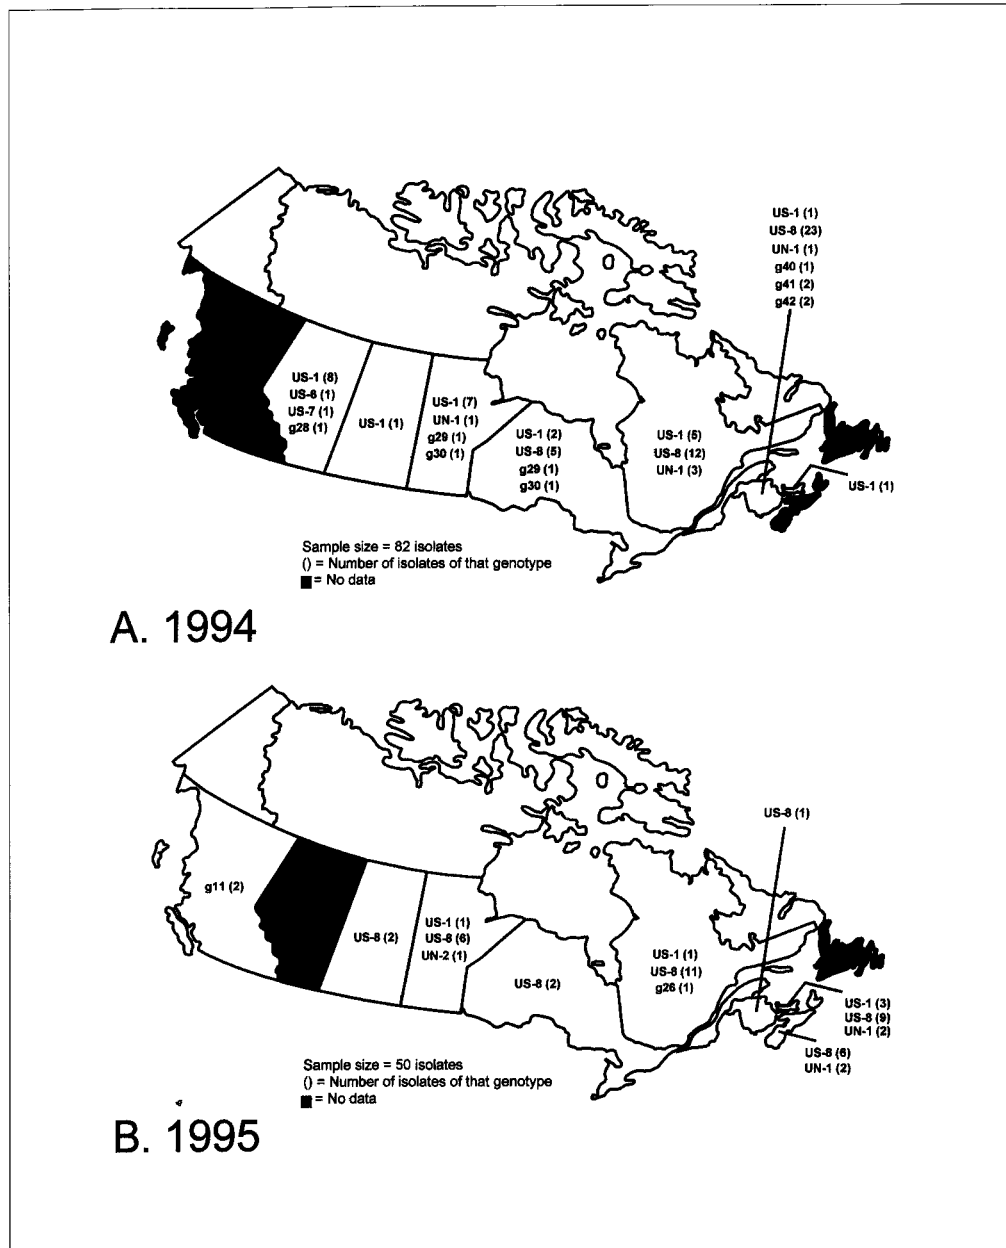 US-1 (1)
US-8 (23)
UN-1 (1)
g40 (1)
g41 (2)
g42 (2)
US-1 (8)
US-6 (1)
US-7 (1)
g28 (1)
US-1 (1)
US-1 (7)
UN-1 (1)
g29 (1)
g30 (1)
US-1 (2)
US-8 (5)
g29 (1)
g30 (1)
US-1 (5)
US-8 (12)
UN-1 (3)
US-1 (1)
Sample size = 82 isolates
() = Number of isolates of that genotype
= No data
A. 1994
US-8 (1)
g11 (2)
US-8 (2)
US-1 (1)
US-8 (6)
UN-2 (1)
US-8 (2)
US-1 (1)
US-8 (11)
g26 (1)
US-1 (3)
US-8 (9)
UN-1 (2)
US-8 (6)
UN-1 (2)
Sample size = 50 isolates
() = Number of isolates of that genotype
= No data
B. 1995